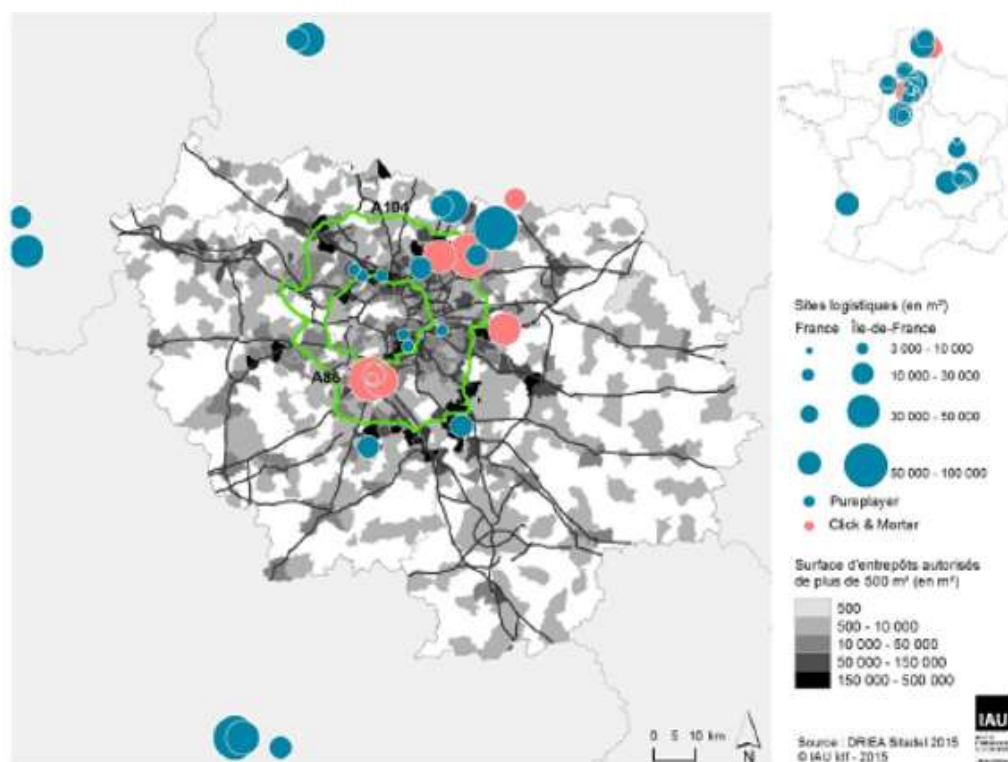 A104
A86
0 5 10 km
N
Sites logistiques (en m²)
France Île-de-France
3 000 - 10 000
10 000 - 30 000
30 000 - 50 000
50 000 - 100 000
Pureplayer
Click & Mortar
Surface d'entrepôts autorisés
de plus de 500 m² (en m²)
500
500 - 10 000
10 000 - 50 000
50 000 - 150 000
150 000 - 500 000
Source : DRIEA Sitadel 2015
© IAU îdf - 2015
IAU